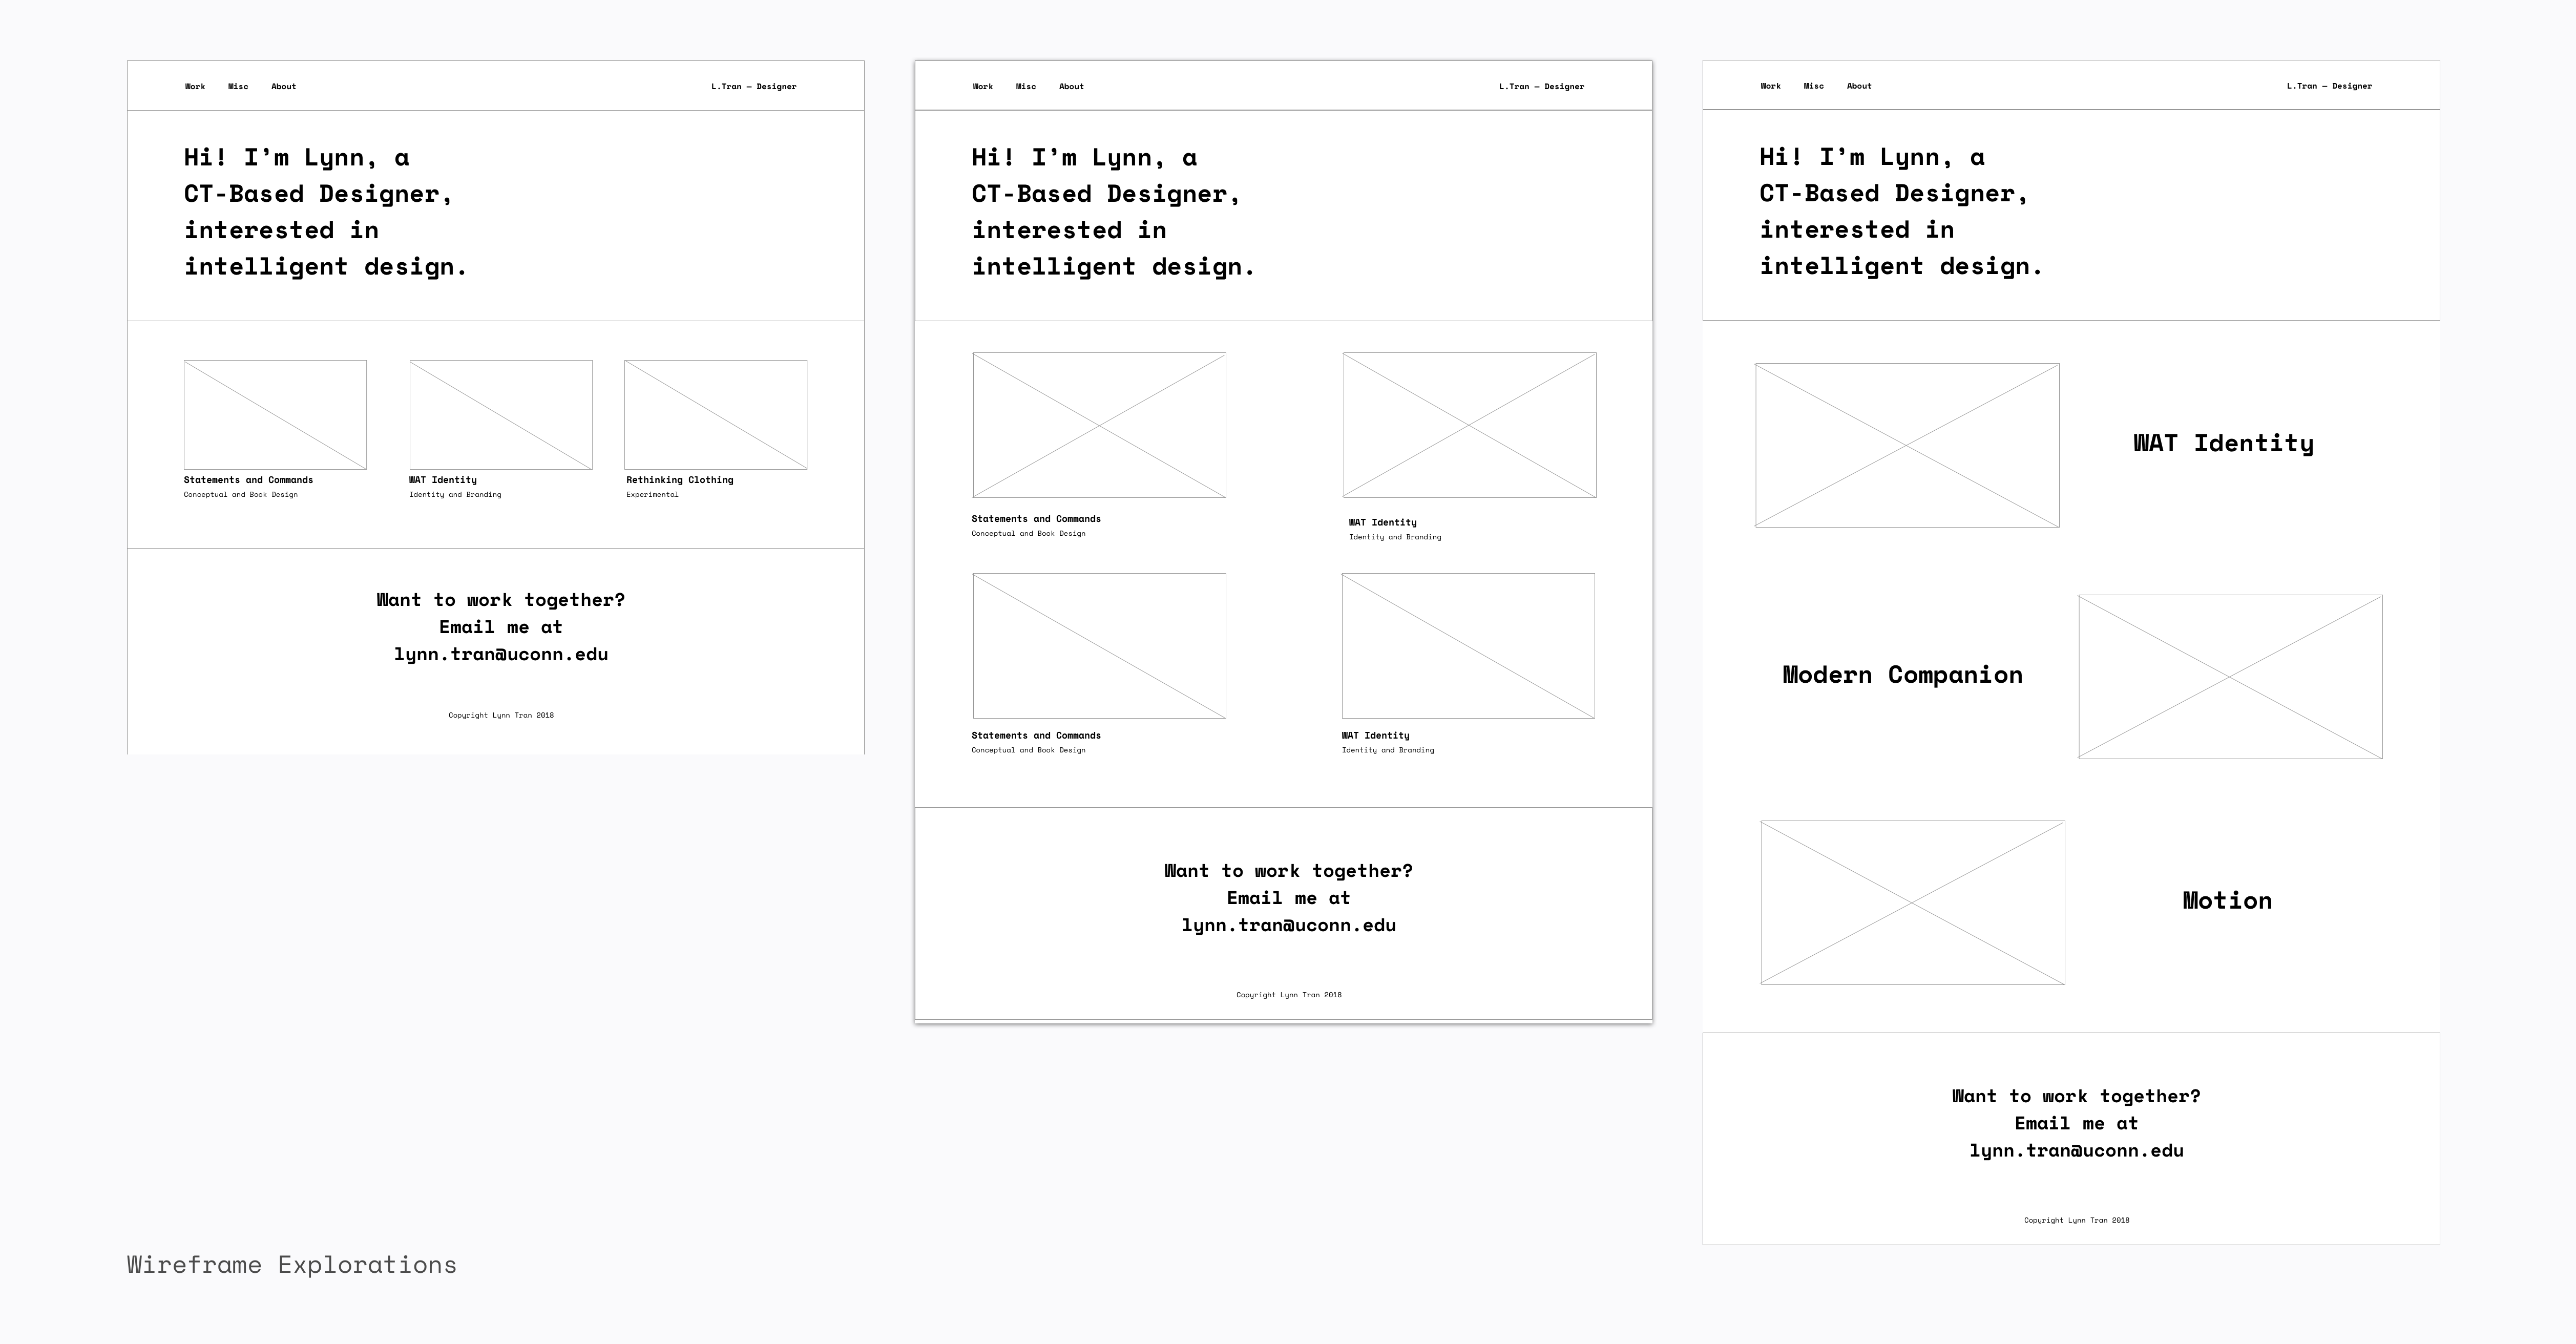 Work Misc About L.Tran — Designer
Hi! I’m Lynn, a
CT-Based Designer,
interested in
intelligent design.
Statements and Commands
Conceptual and Book Design
WAT Identity
Identity and Branding
Rethinking Clothing
Experimental
Want to work together?
Email me at
lynn.tran@uconn.edu
Copyright Lynn Tran 2018
Work Misc About L.Tran — Designer
Hi! I’m Lynn, a
CT-Based Designer,
interested in
intelligent design.
Statements and Commands
Conceptual and Book Design
WAT Identity
Identity and Branding
Statements and Commands
Conceptual and Book Design
WAT Identity
Identity and Branding
Want to work together?
Email me at
lynn.tran@uconn.edu
Copyright Lynn Tran 2018
Work Misc About L.Tran — Designer
Hi! I’m Lynn, a
CT-Based Designer,
interested in
intelligent design.
WAT Identity
Modern Companion
Motion
Want to work together?
Email me at
lynn.tran@uconn.edu
Copyright Lynn Tran 2018
Wireframe Explorations